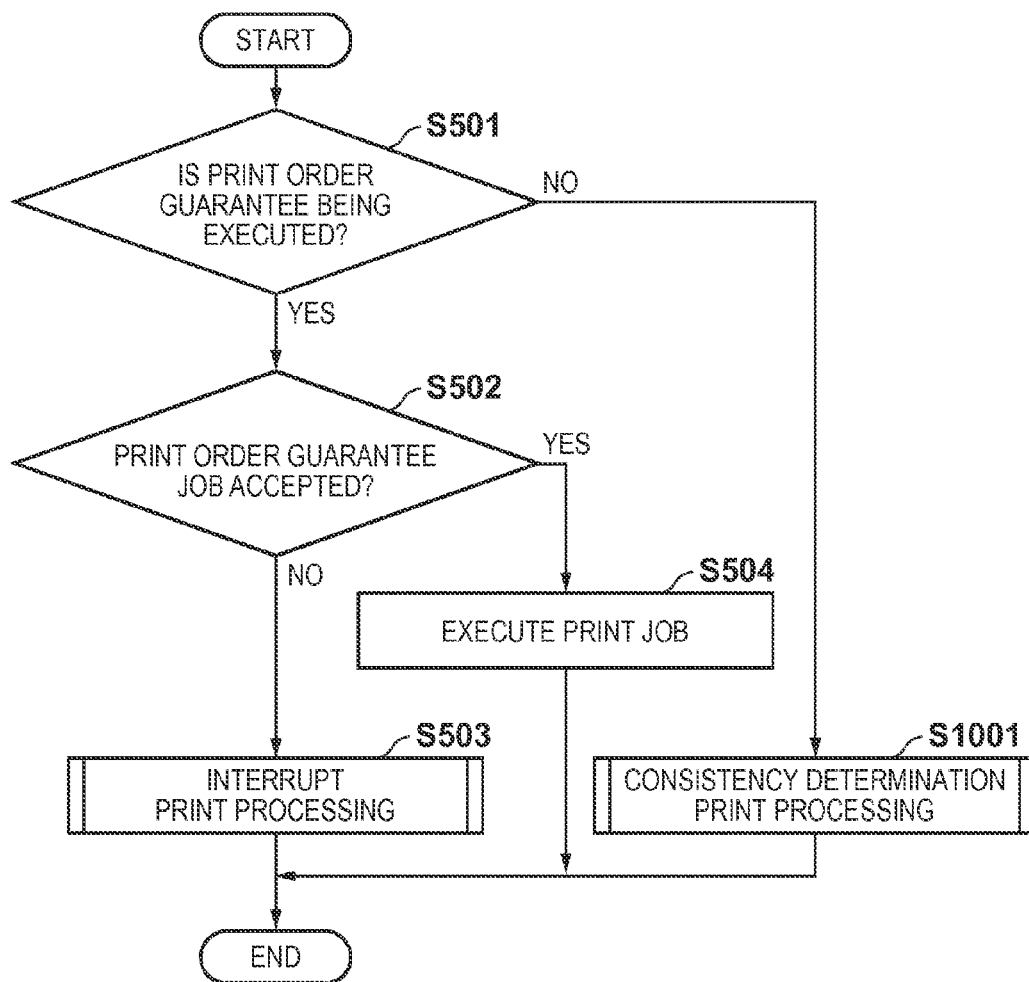 START
S501
IS PRINT ORDER
GUARANTEE BEING
EXECUTED?
NO
YES
S502
PRINT ORDER GUARANTEE
JOB ACCEPTED?
YES
NO
S504
EXECUTE PRINT JOB
S503
INTERRUPT
PRINT PROCESSING
S1001
CONSISTENCY DETERMINATION
PRINT PROCESSING
END